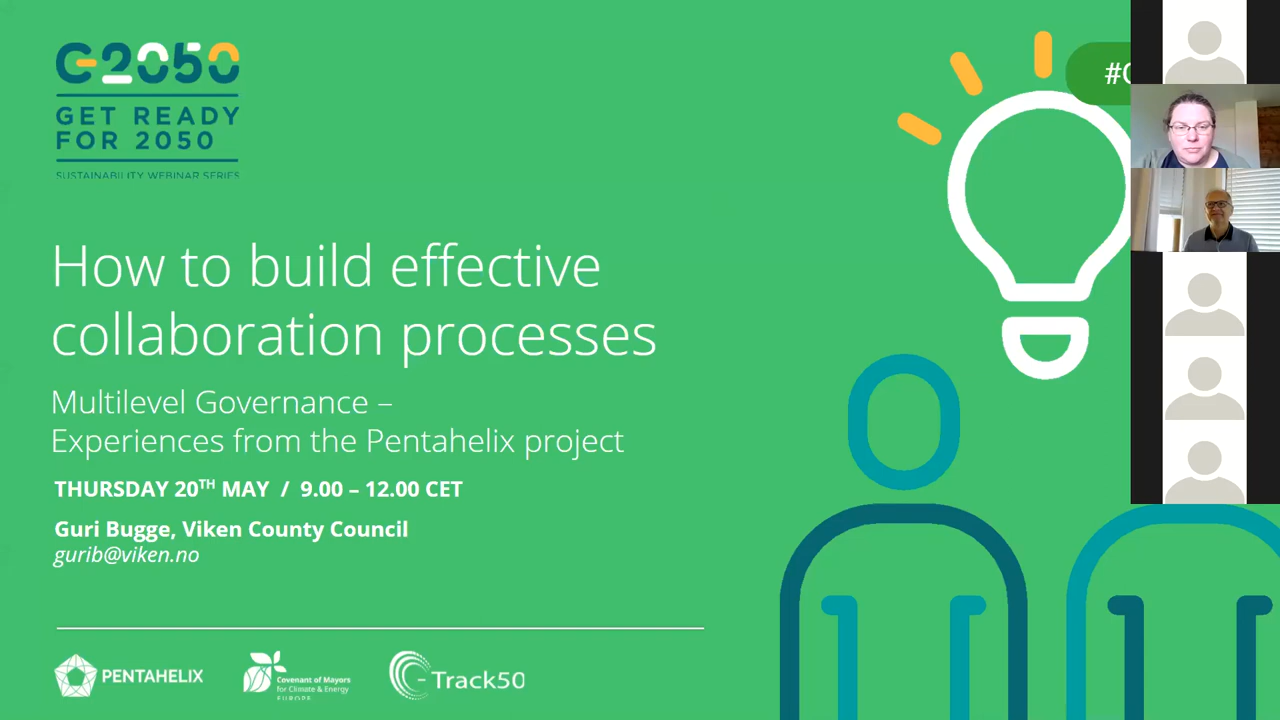 C-2050
GET READY
FOR 2050
SUSTAINABILITY WEBINAR SERIES
How to build effective
collaboration processes
Multilevel Governance –
Experiences from the Pentahelix project
THURSDAY 20TH MAY / 9.00 – 12.00 CET
Guri Bugge, Viken County Council
gurib@viken.no
PENTAHELIX
Covenant of Mayors
for Climate & Energy
EUROPE
C-Track50